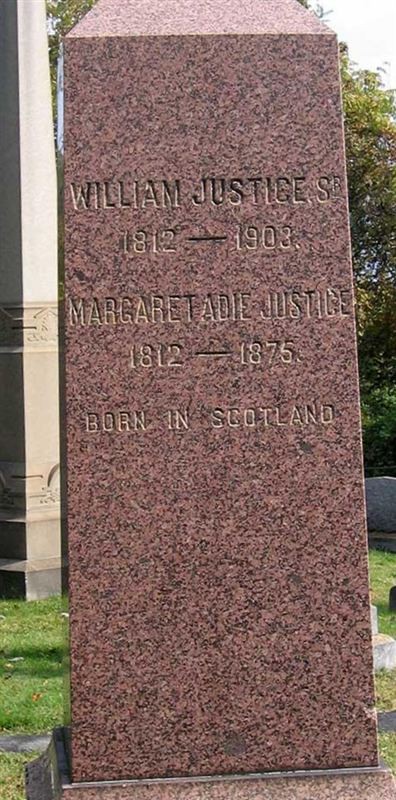 WILLIAM JUSTICE, SR
1812 — 1903.
MARGARET ADIE JUSTICE
1812 — 1875.
BORN IN SCOTLAND